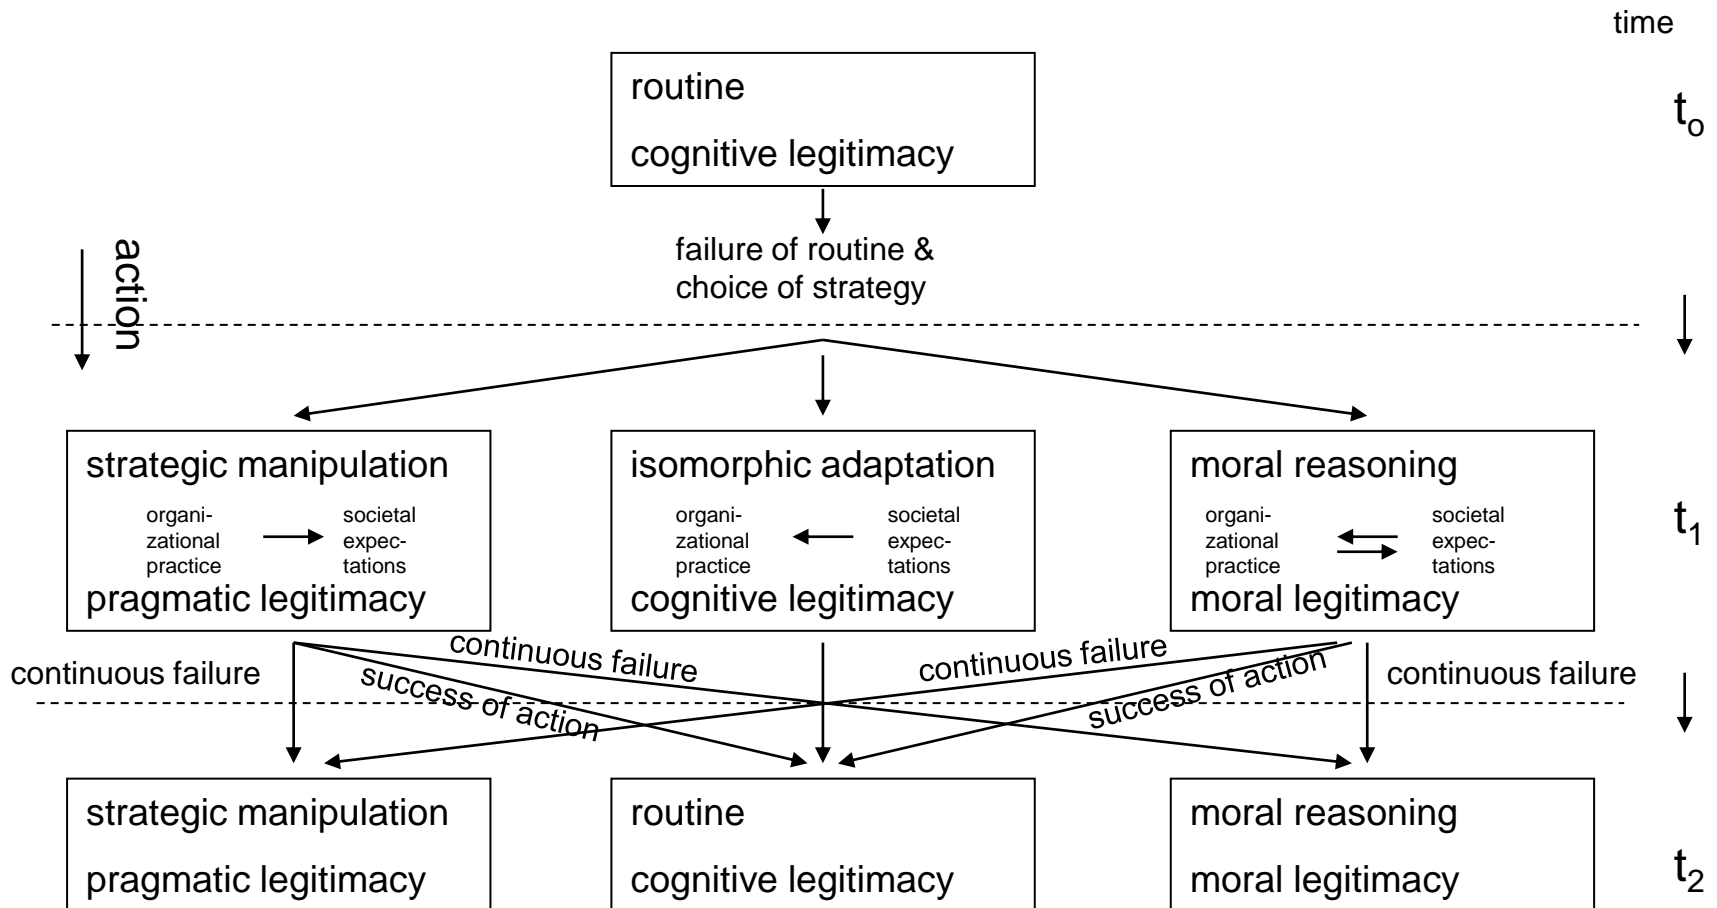 time
routine
cognitive legitimacy
t₀
failure of routine &
choice of strategy
action
strategic manipulation
organi-
zational
practice
societal
expec-
tations
pragmatic legitimacy
isomorphic adaptation
organi-
zational
practice
societal
expec-
tations
cognitive legitimacy
moral reasoning
organi-
zational
practice
societal
expec-
tations
moral legitimacy
t₁
continuous failure
continuous failure
success of action
continuous failure
success of action
continuous failure
strategic manipulation
pragmatic legitimacy
routine
cognitive legitimacy
moral reasoning
moral legitimacy
t₂